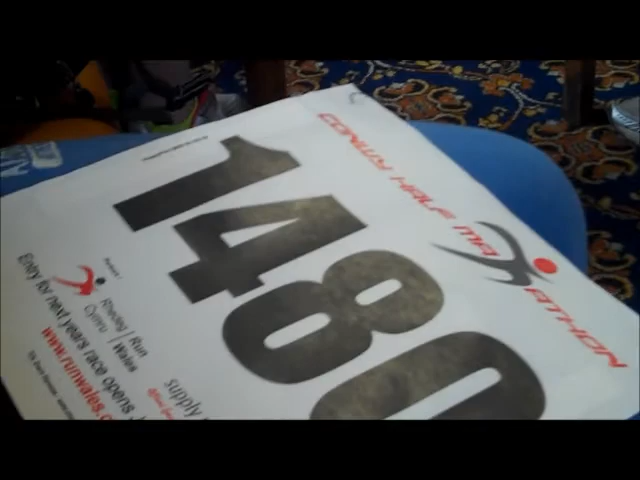 CONWY HALF MARATHON
1480
Rhedeg Run
Cymru Wales
Entry for next years race opens
www.runwales.c
supply